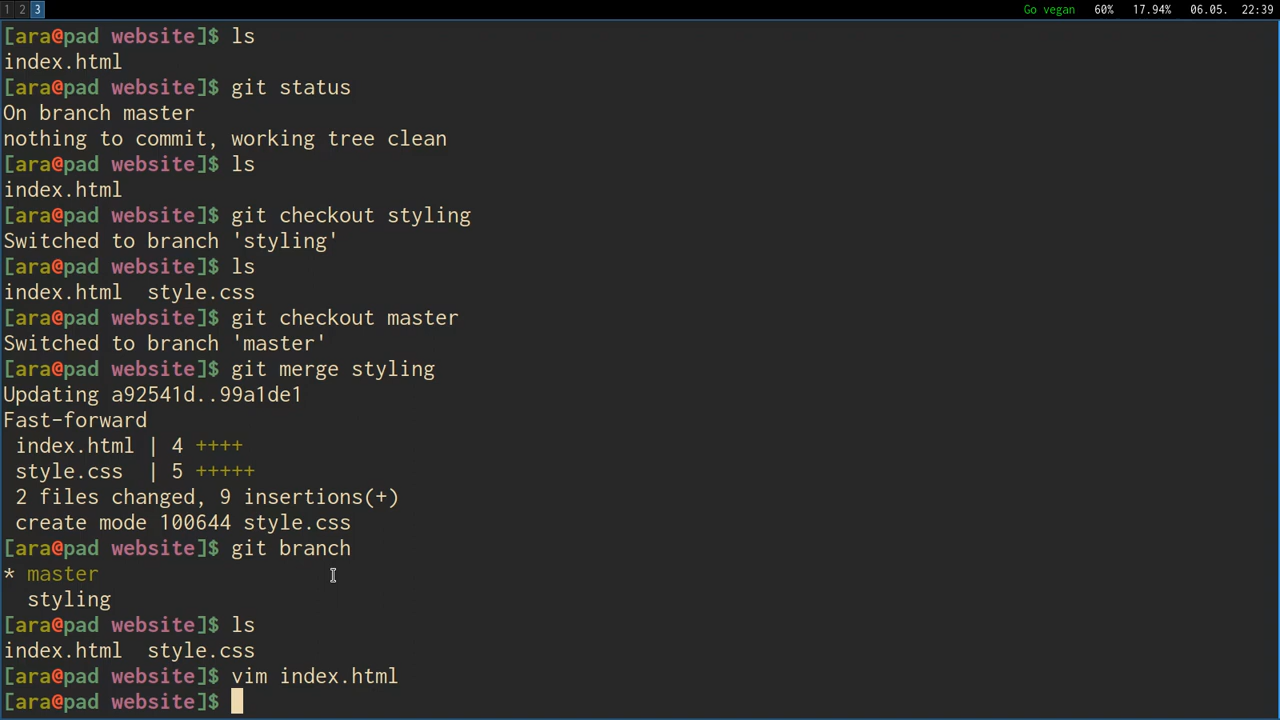 1 2 3 Go vegan 60% 17.94% 06.05. 22:39
[ara@pad website]$ ls
index.html
[ara@pad website]$ git status
On branch master
nothing to commit, working tree clean
[ara@pad website]$ ls
index.html
[ara@pad website]$ git checkout styling
Switched to branch 'styling'
[ara@pad website]$ ls
index.html  style.css
[ara@pad website]$ git checkout master
Switched to branch 'master'
[ara@pad website]$ git merge styling
Updating a92541d..99a1de1
Fast-forward
 index.html | 4 ++++
 style.css  | 5 +++++
 2 files changed, 9 insertions(+)
 create mode 100644 style.css
[ara@pad website]$ git branch
* master
  styling
[ara@pad website]$ ls
index.html  style.css
[ara@pad website]$ vim index.html
[ara@pad website]$